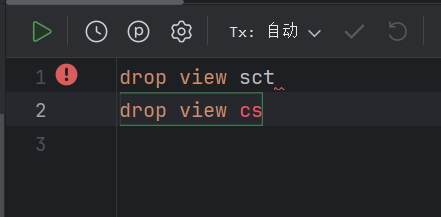 Tx: 自动
1 drop view sct
2 drop view cs
3